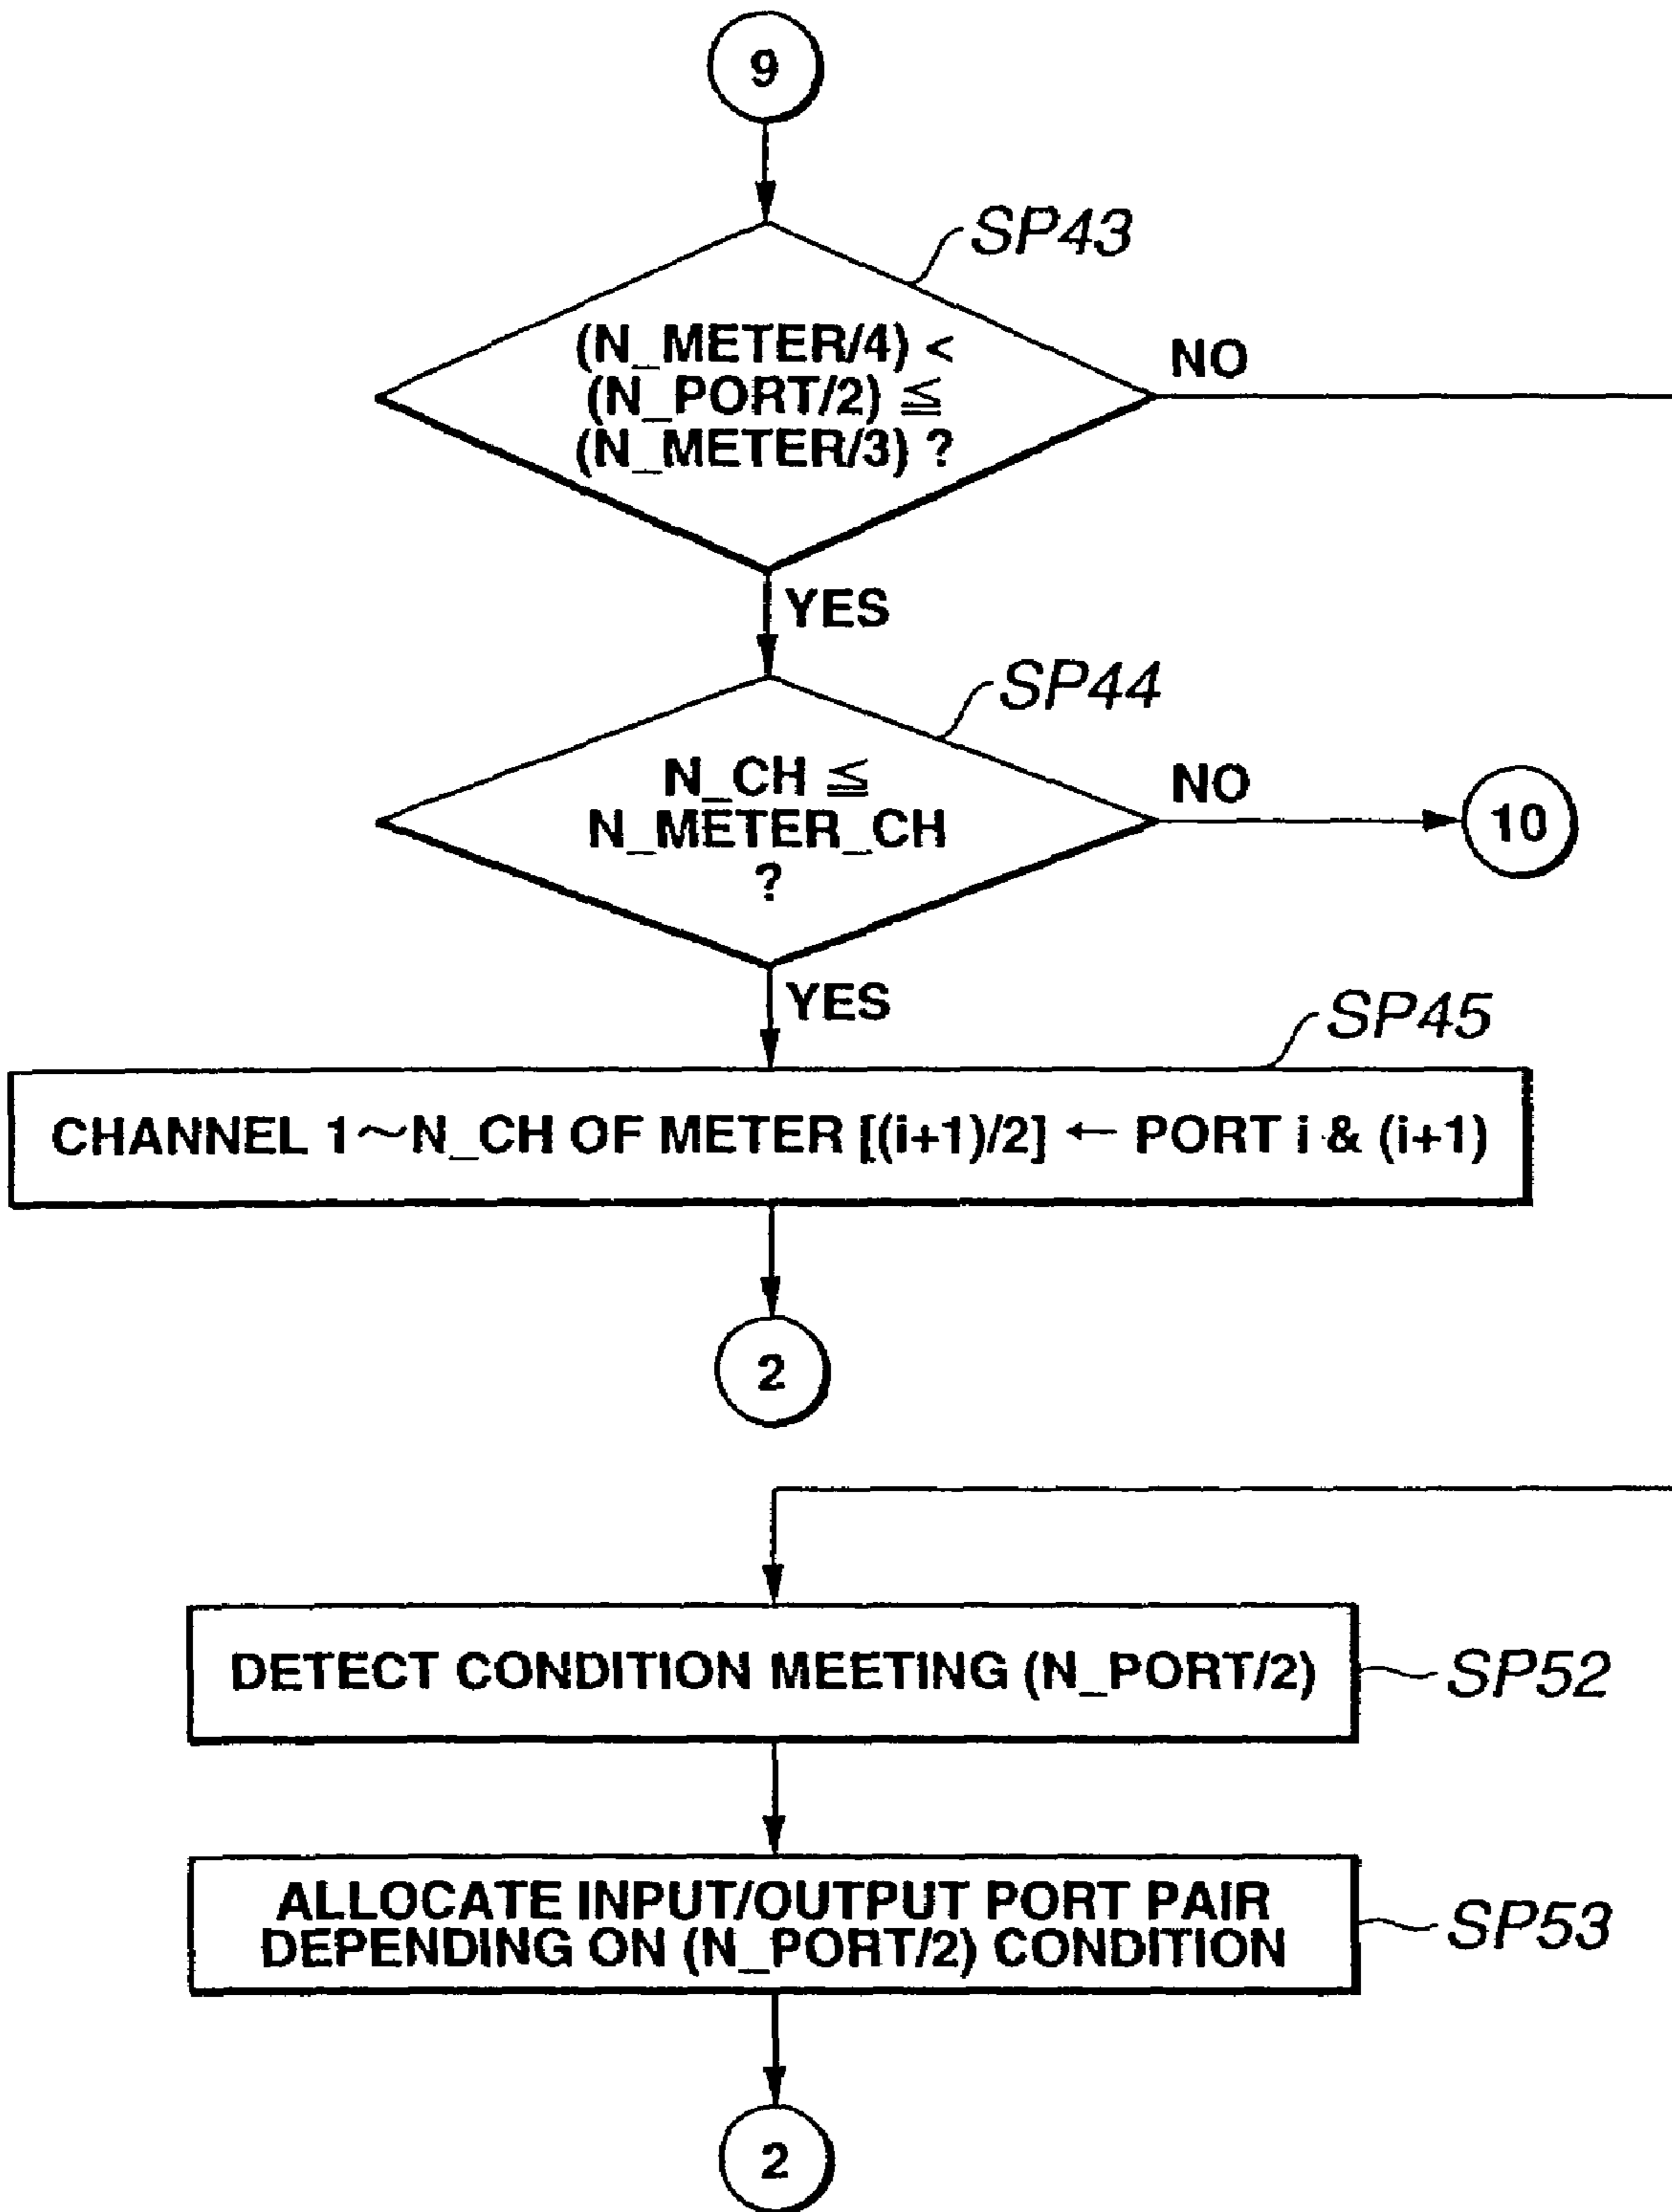 9
SP43
(N_METER/4) <
(N_PORT/2) ≦
(N_METER/3) ?
NO
YES
SP44
N_CH ≦
N_METER_CH
?
NO
10
YES
SP45
CHANNEL 1~N_CH OF METER [(i+1)/2] ← PORT i & (i+1)
2
DETECT CONDITION MEETING (N_PORT/2)
SP52
ALLOCATE INPUT/OUTPUT PORT PAIR
DEPENDING ON (N_PORT/2) CONDITION
SP53
2